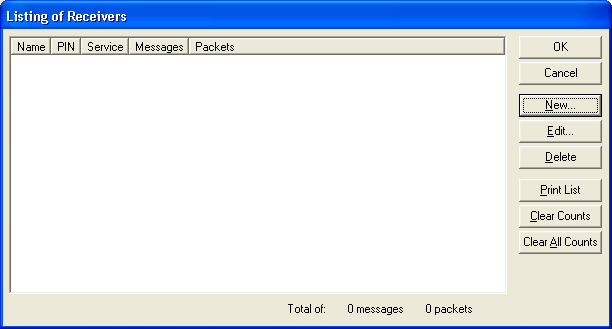 Listing of Receivers
Name PIN Service Messages Packets
OK
Cancel
New...
Edit...
Delete
Print List
Clear Counts
Clear All Counts
Total of: 0 messages 0 packets